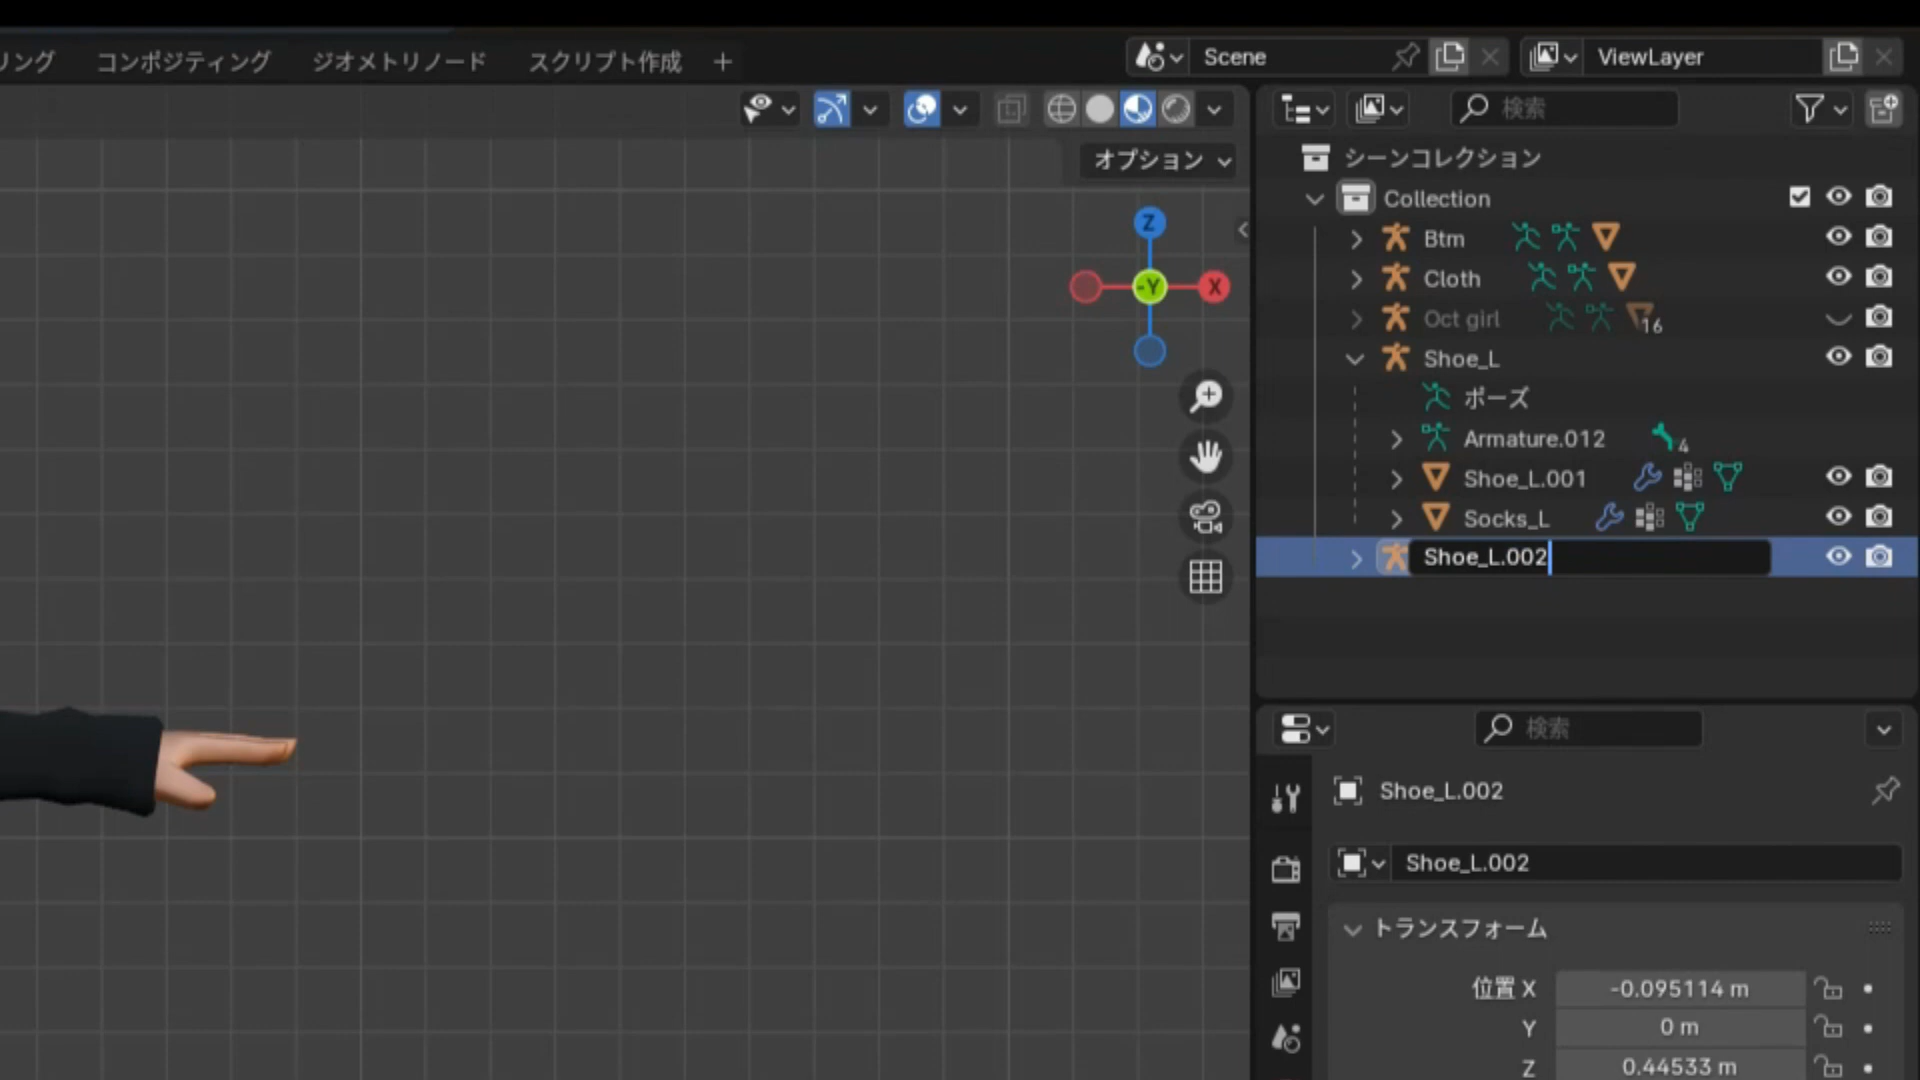 リング コンポジティング ジオメトリノード スクリプト作成 + Scene ViewLayer
検索
オプション
シーンコレクション
Collection
Btm
Cloth
Oct girl 16
Shoe_L
ポーズ
Armature.012 4
Shoe_L.001
Socks_L
Shoe_L.002
Z
-Y X
検索
Shoe_L.002
Shoe_L.002
トランスフォーム
位置 X -0.095114 m
Y 0 m
Z 0.44533 m